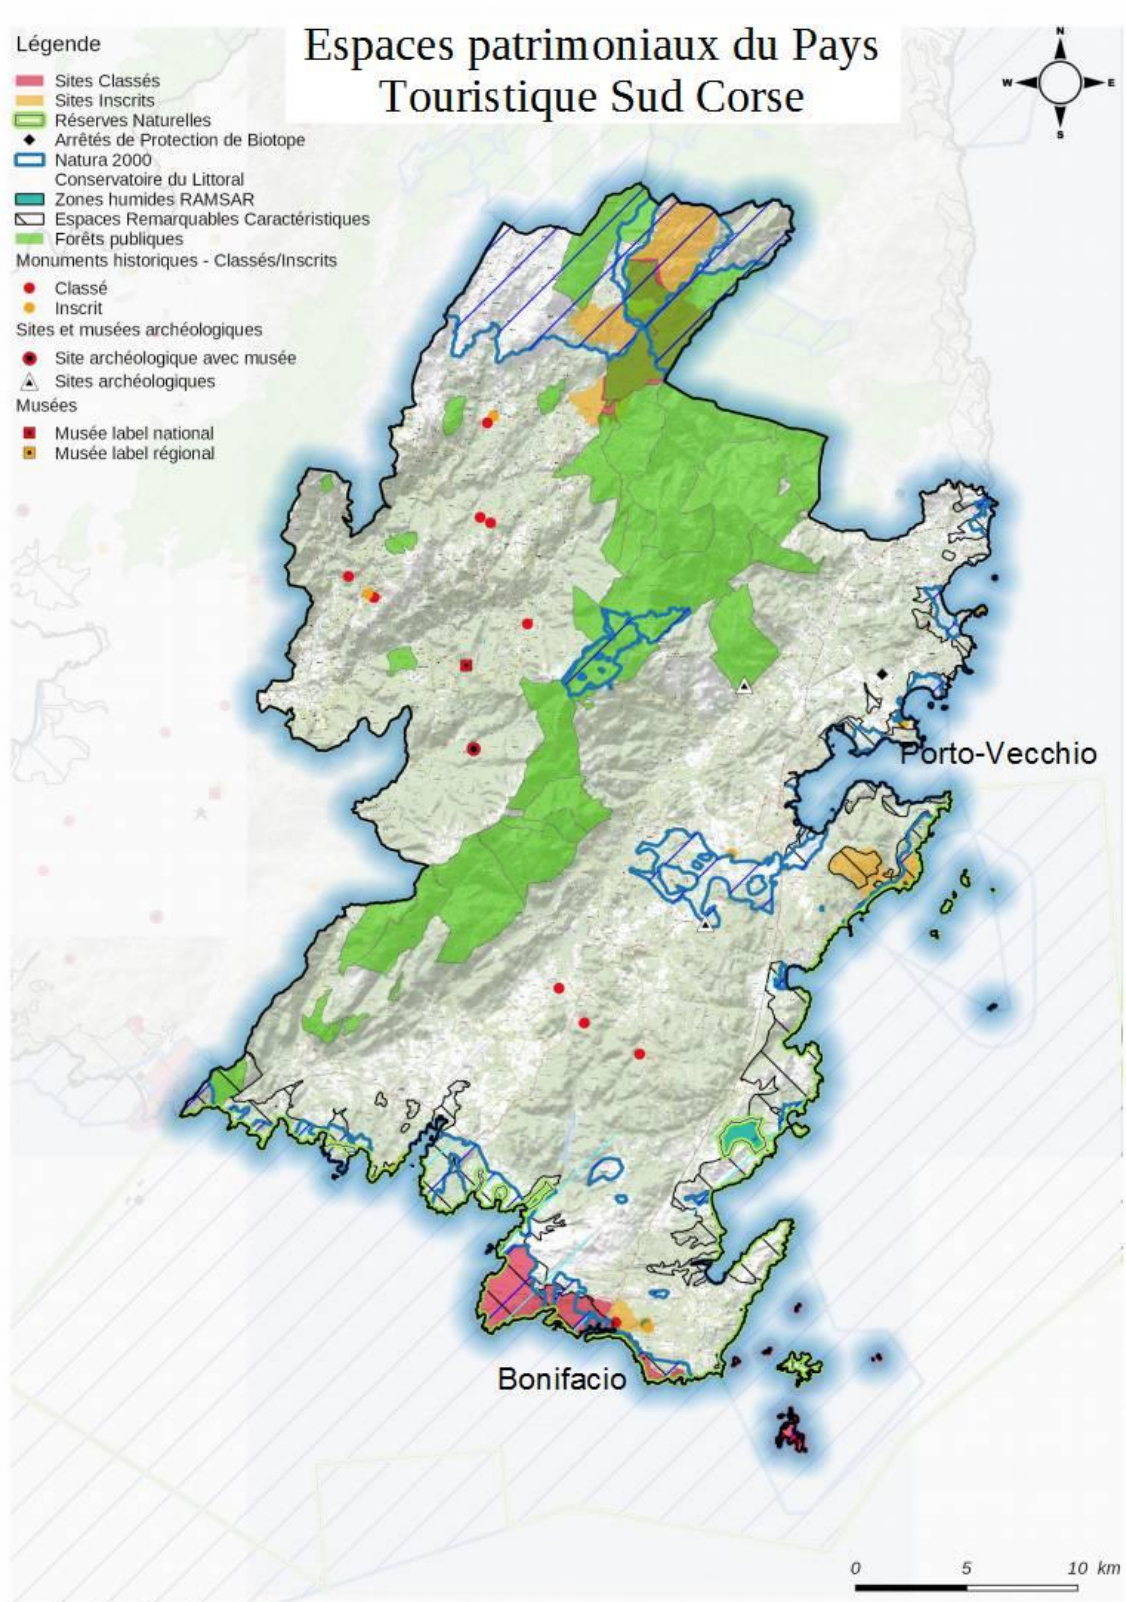 Espaces patrimoniaux du Pays
Touristique Sud Corse
Légende
Sites Classés
Sites Inscrits
Réserves Naturelles
Arrêtés de Protection de Biotope
Natura 2000
Conservatoire du Littoral
Zones humides RAMSAR
Espaces Remarquables Caractéristiques
Forêts publiques
Monuments historiques - Classés/Inscrits
Classé
Inscrit
Sites et musées archéologiques
Site archéologique avec musée
Sites archéologiques
Musées
Musée label national
Musée label régional
N
W E
S
Porto-Vecchio
Bonifacio
0 5 10 km